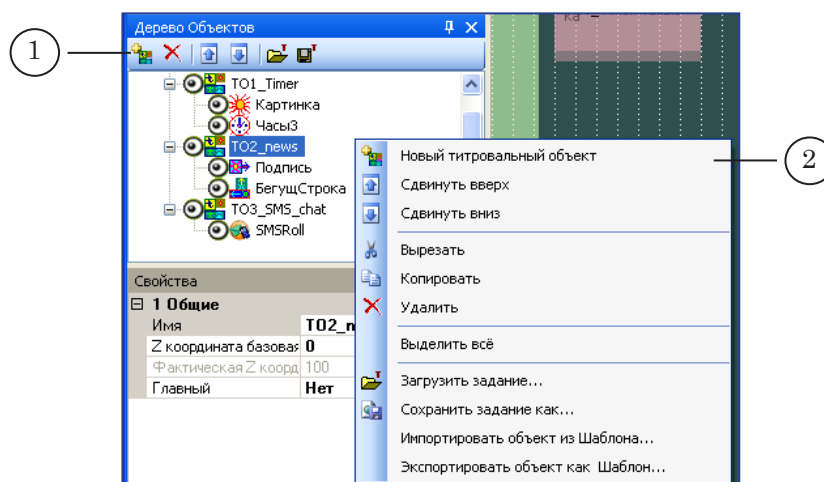 ка =
Дерево Объектов
1
TO1_Timer
Картинка
Часы3
TO2_news
Подпись
БегущСтрока
TO3_SMS_chat
SMSRoll
Новый титровальный объект
2
Сдвинуть вверх
Сдвинуть вниз
Вырезать
Копировать
Удалить
Выделить всё
Загрузить задание...
Сохранить задание как...
Импортировать объект из Шаблона...
Экспортировать объект как Шаблон...
Свойства
1 Общие
Имя TO2_n
Z координата базовая 0
Фактическая Z коорд 100
Главный Нет